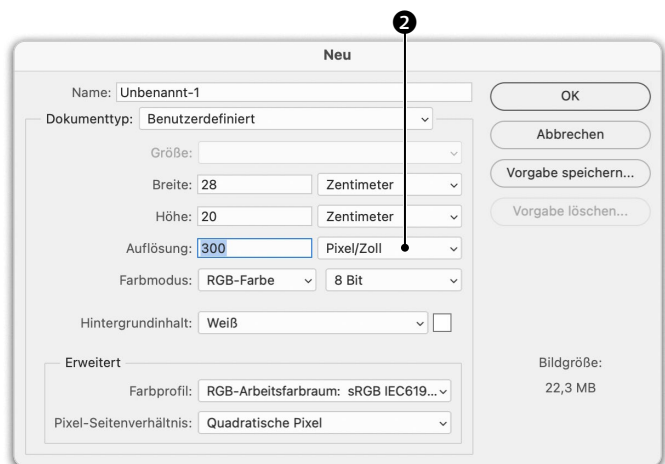 2
Neu
Name: Unbenannt-1
OK
Dokumenttyp: Benutzerdefiniert
Abbrechen
Größe:
Vorgabe speichern...
Breite: 28 Zentimeter
Vorgabe löschen...
Höhe: 20 Zentimeter
Auflösung: 300 Pixel/Zoll
Farbmodus: RGB-Farbe 8 Bit
Hintergrundinhalt: Weiß
Erweitert
Bildgröße:
Farbprofil: RGB-Arbeitsfarbraum: sRGB IEC619...
22,3 MB
Pixel-Seitenverhältnis: Quadratische Pixel